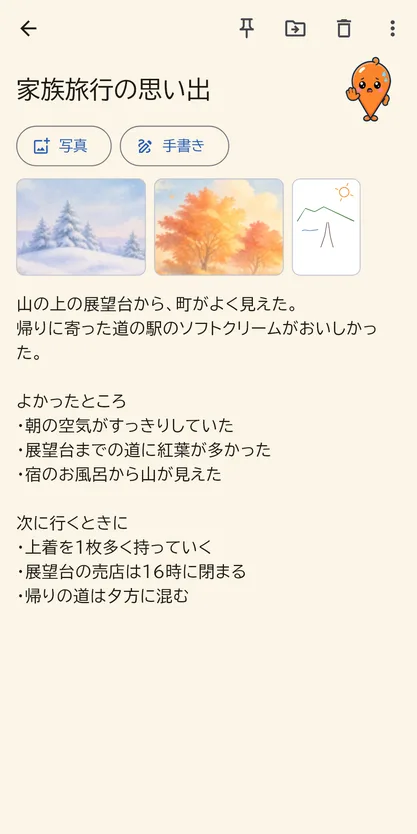 家族旅行の思い出
写真
手書き
山の上の展望台から、町がよく見えた。
帰りに寄った道の駅のソフトクリームがおいしかっ
た。
よかったところ
・朝の空気がすっきりしていた
・展望台までの道に紅葉が多かった
・宿のお風呂から山が見えた
次に行くときに
・上着を1枚多く持っていく
・展望台の売店は16時に閉まる
・帰りの道は夕方に混む